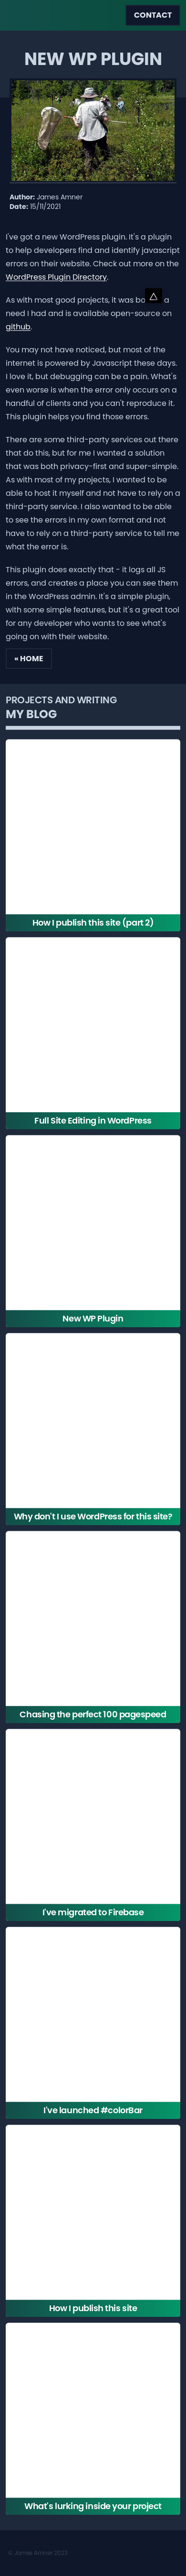 CONTACT
NEW WP PLUGIN
Author: James Amner
Date: 15/11/2021
I've got a new WordPress plugin. It's a plugin
to help developers find and identify javascript
errors on their website. Check out more on the
WordPress Plugin Directory.
As with most good projects, it was bo a
need I had and is available open-source on
github.
You may not have noticed, but most of the
internet is powered by Javascript these days.
I love it, but debugging can be a pain. What's
even worse is when the error only occurs on a
handful of clients and you can't replicate it.
This plugin helps you find those errors.
There are some third-party services out there
that do this, but for me I wanted a solution
that was both privacy-first and super-simple.
As with most of my projects, I wanted to be
able to host it myself and not have to rely on a
third-party service. I also wanted to be able
to store the errors in my own format and not
have to rely on a third-party service to tell me
what the error is.
This plugin does exactly that - it logs all JS
errors, and creates a place you can see them
in the WordPress admin. It's a simple plugin,
with some simple features, but it's a great tool
for any developer who wants to see what's
going on with their website.
« HOME
PROJECTS AND WRITING
MY BLOG
How I publish this site (part 2)
Full Site Editing in WordPress
New WP Plugin
Why don't I use WordPress for this site?
Chasing the perfect 100 pagespeed
I've migrated to Firebase
I've launched #colorBar
How I publish this site
What's lurking inside your project
© James Amner 2022